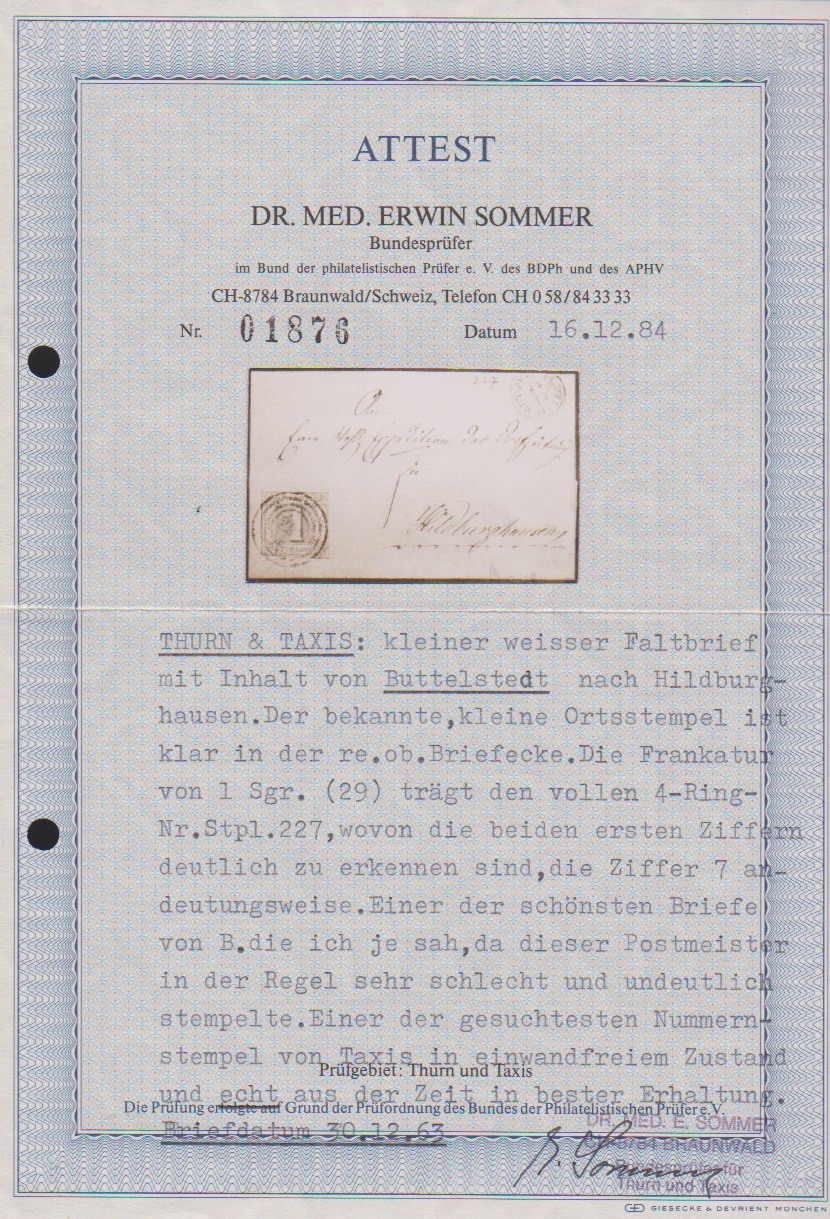 ATTEST
DR. MED. ERWIN SOMMER
Bundesprüfer
im Bund der philatelistischen Prüfer e. V. des BDPh und des APHV
CH-8784 Braunwald/Schweiz, Telefon CH 0 58/84 33 33
Nr. 01876 Datum 16.12.84
227
An
in
Hildburghausen
1
THURN & TAXIS: kleiner weisser Faltbrief
mit Inhalt von Buttelstedt nach Hildburg-
hausen.Der bekannte,kleine Ortsstempel ist
klar in der re.ob.Briefecke.Die Frankatur
von 1 Sgr. (29) trägt den vollen 4-Ring-
Nr.Stpl.227,wovon die beiden ersten Ziffern
deutlich zu erkennen sind,die Ziffer 7 an-
deutungsweise.Einer der schönsten Briefe
von B.die ich je sah,da dieser Postmeister
in der Regel sehr schlecht und undeutlich
stempelte.Einer der gesuchtesten Nummern-
stempel von Taxis in einwandfreiem Zustand
Prüfgebiet: Thurn und Taxis
und echt aus der Zeit in bester Erhaltung.
Die Prüfung erfolgte auf Grund der Prüfordnung des Bundes der Philatelistischen Prüfer e.V.
Briefdatum 30.12.63
DR. MED. E. SOMMER
CH-8784 BRAUNWALD
Bundesprüfer für
Thurn und Taxis
E. Sommer
GIESECKE & DEVRIENT MÜNCHEN